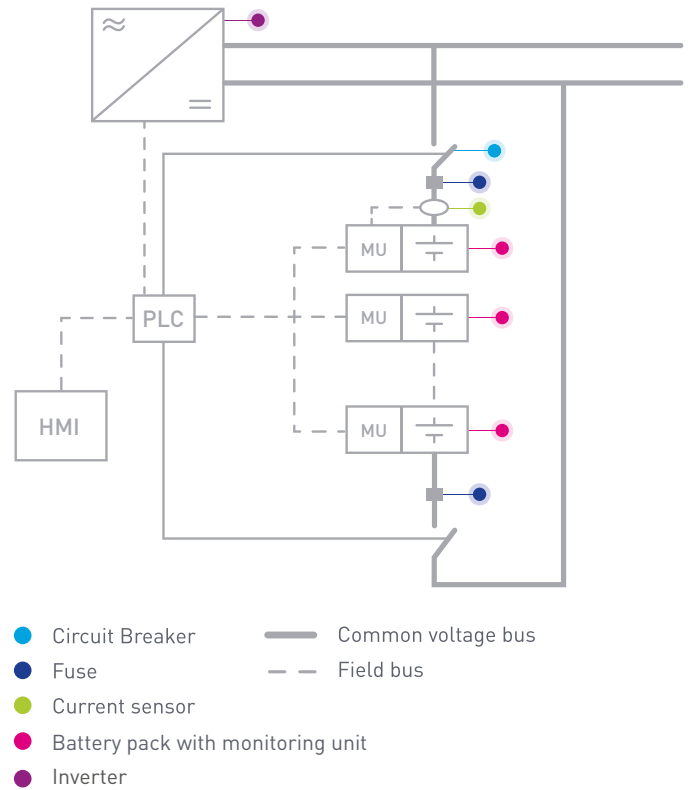 MU
PLC
MU
HMI
MU
Circuit Breaker
Common voltage bus
Fuse
Field bus
Current sensor
Battery pack with monitoring unit
Inverter